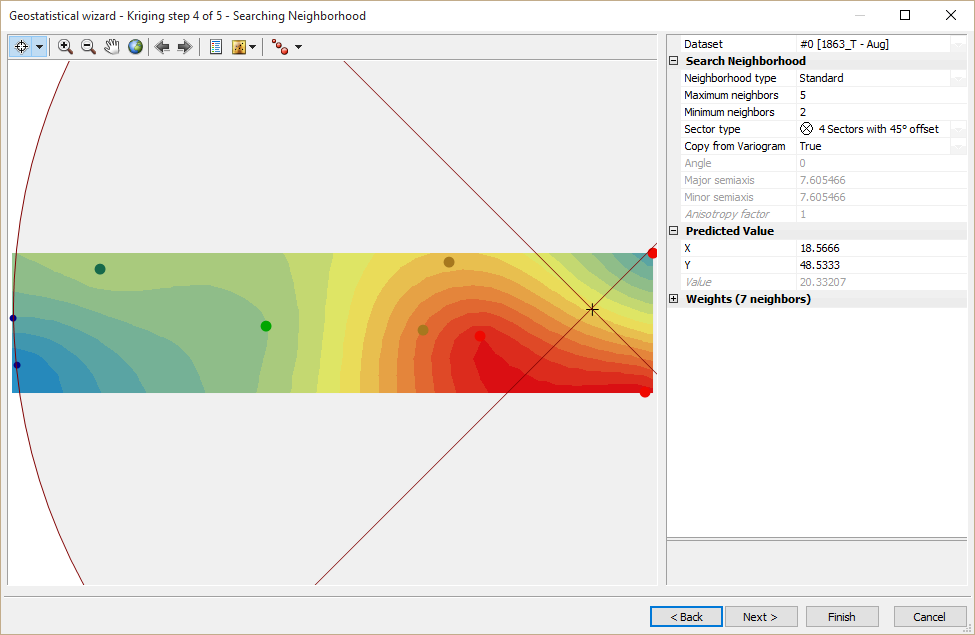 Geostatistical wizard - Kriging step 4 of 5 - Searching Neighborhood
Dataset #0 [1863_T - Aug]
Search Neighborhood
Neighborhood type Standard
Maximum neighbors 5
Minimum neighbors 2
Sector type 4 Sectors with 45° offset
Copy from Variogram True
Angle 0
Major semiaxis 7.605466
Minor semiaxis 7.605466
Anisotropy factor 1
Predicted Value
X 18.5666
Y 48.5333
Value 20.33207
Weights (7 neighbors)
< Back Next > Finish Cancel